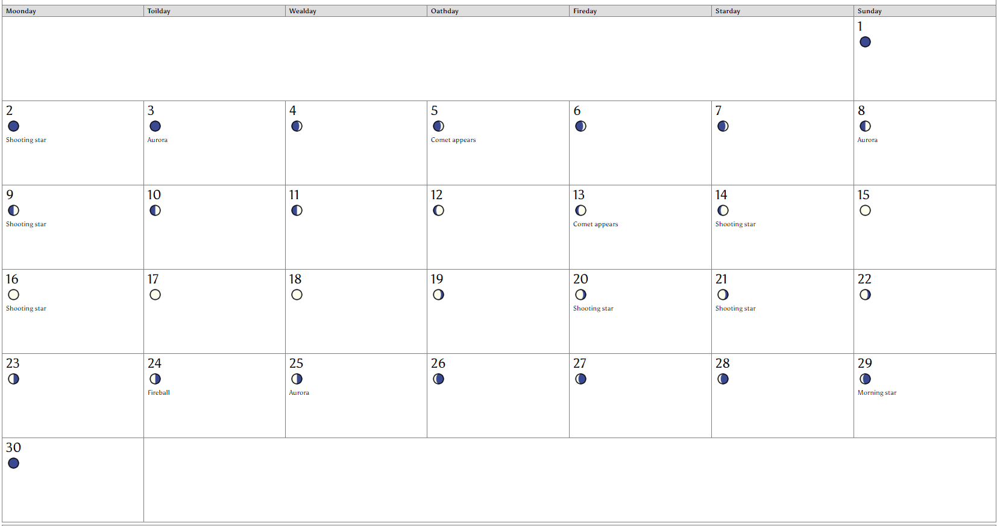 Moonday Toilday Wealday Oathday Fireday Starday Sunday
1
2 3 4 5 6 7 8
Shooting star Aurora Comet appears Aurora
9 10 11 12 13 14 15
Shooting star Comet appears Shooting star
16 17 18 19 20 21 22
Shooting star Shooting star Shooting star
23 24 25 26 27 28 29
Fireball Aurora Morning star
30